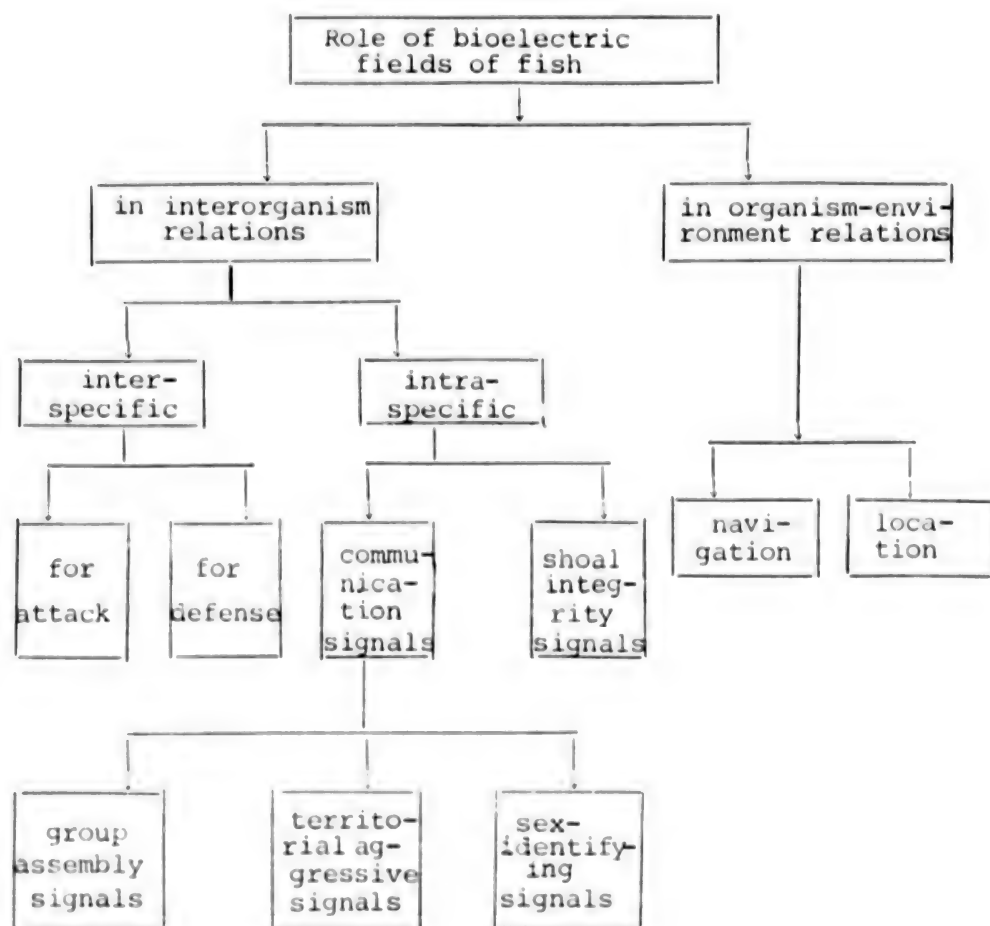 Role of bioelectric
fields of fish
in interorganism
relations
in organism-envi-
ronment relations
inter-
specific
intra-
specific
for
attack
for
defense
commu-
nica-
tion
signals
shoal
integ-
rity
signals
navi-
gation
loca-
tion
group
assembly
signals
territo-
rial ag-
gressive
signals
sex-
identify-
ing
signals